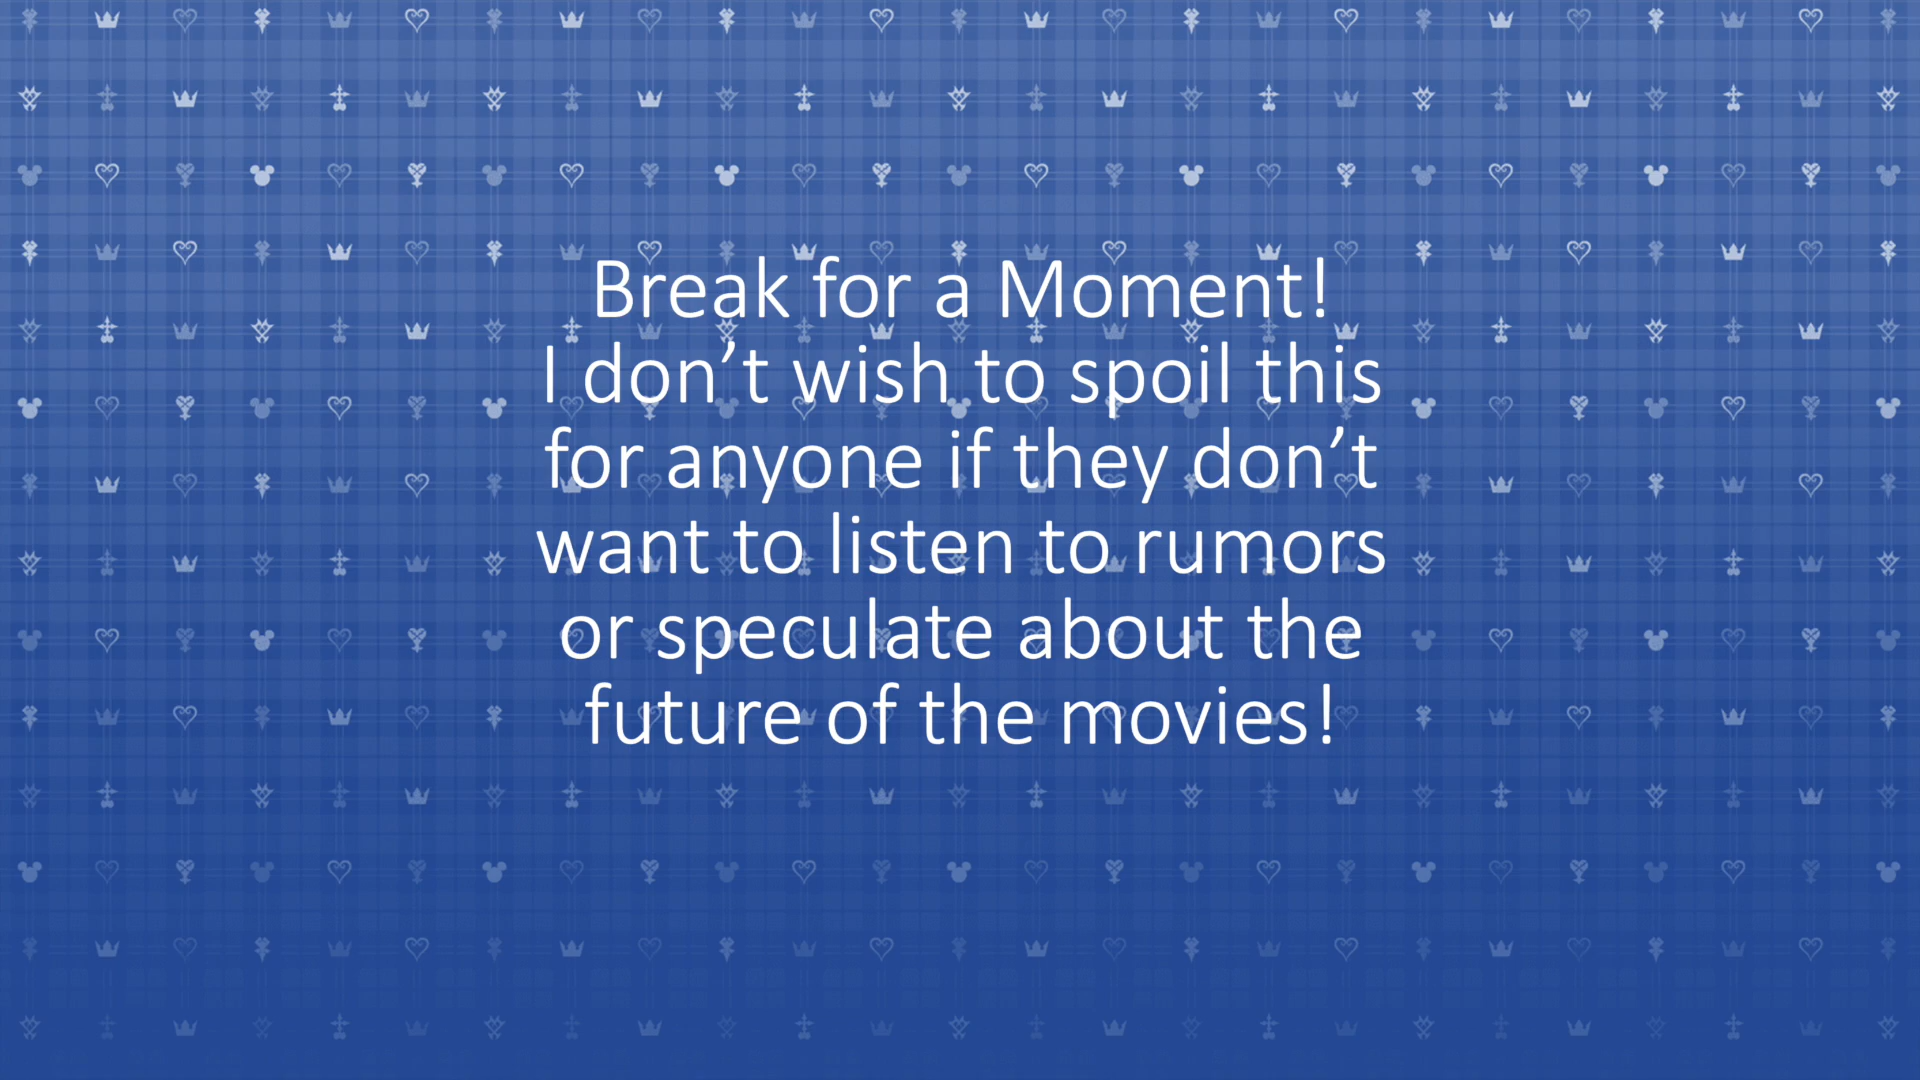 Break for a Moment!
I don’t wish to spoil this
for anyone if they don’t
want to listen to rumors
or speculate about the
future of the movies!